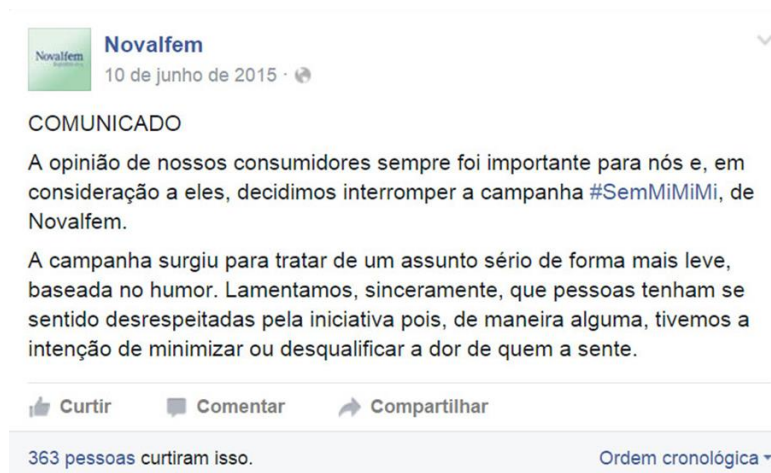 Novalfem
Novalfem
10 de junho de 2015 ·
COMUNICADO
A opinião de nossos consumidores sempre foi importante para nós e, em
consideração a eles, decidimos interromper a campanha #SemMiMiMi, de
Novalfem.
A campanha surgiu para tratar de um assunto sério de forma mais leve,
baseada no humor. Lamentamos, sinceramente, que pessoas tenham se
sentido desrespeitadas pela iniciativa pois, de maneira alguma, tivemos a
intenção de minimizar ou desqualificar a dor de quem a sente.
Curtir Comentar Compartilhar
363 pessoas curtiram isso. Ordem cronológica